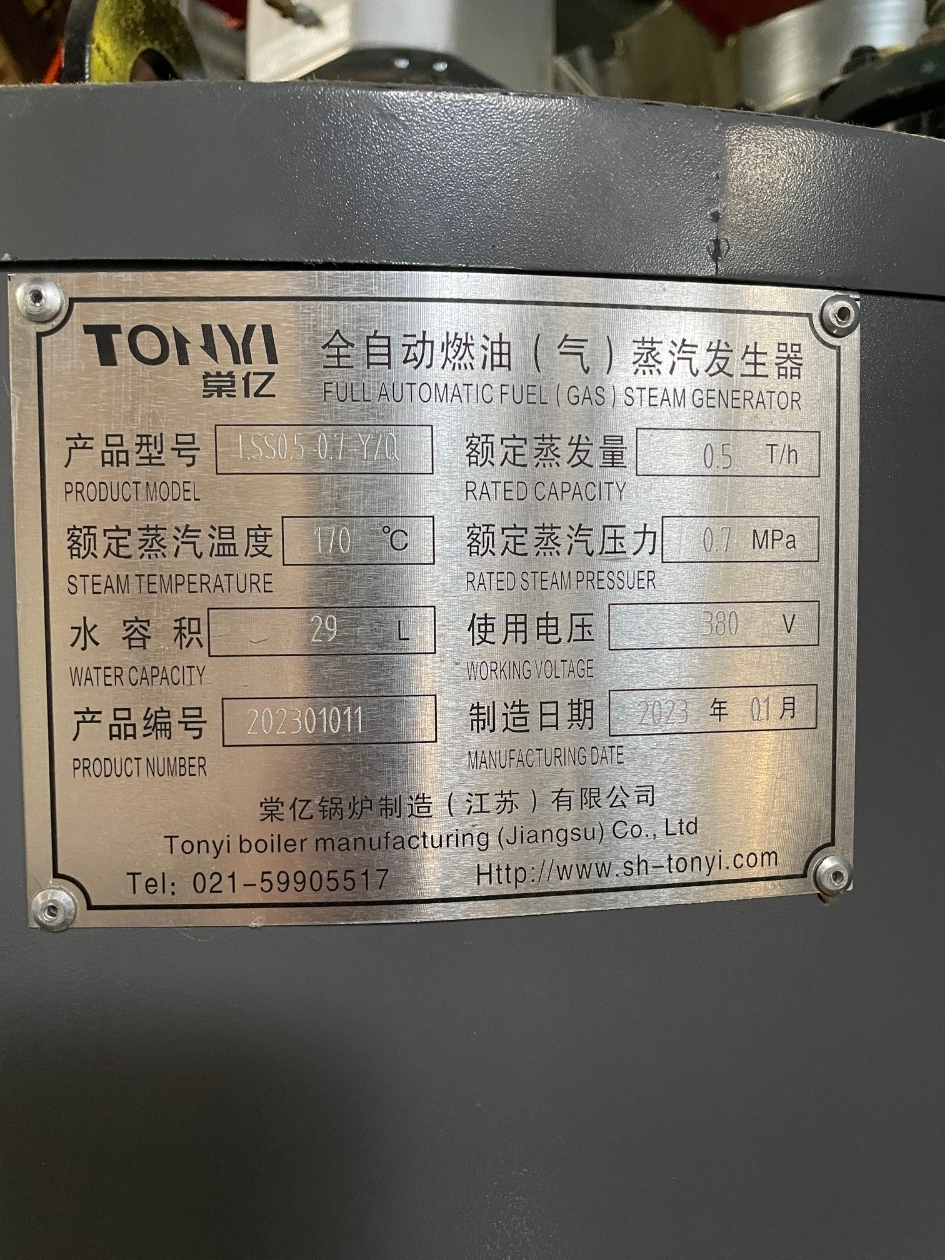 TONYI
棠亿
全自动燃油（气）蒸汽发生器
FULL AUTOMATIC FUEL ( GAS ) STEAM GENERATOR
产品型号 LSS0.5-0.7-Y/Q 额定蒸发量 0.5 T/h
PRODUCT MODEL RATED CAPACITY
额定蒸汽温度 170 ℃ 额定蒸汽压力 0.7 MPa
STEAM TEMPERATURE RATED STEAM PRESSUER
水容积 29 L 使用电压 380 V
WATER CAPACITY WORKING VOLTAGE
产品编号 202301011 制造日期 2023 年 01 月
PRODUCT NUMBER MANUFACTURING DATE
棠亿锅炉制造（江苏）有限公司
Tonyi boiler manufacturing (Jiangsu) Co., Ltd
Tel: 021-59905517 Http://www.sh-tonyi.com